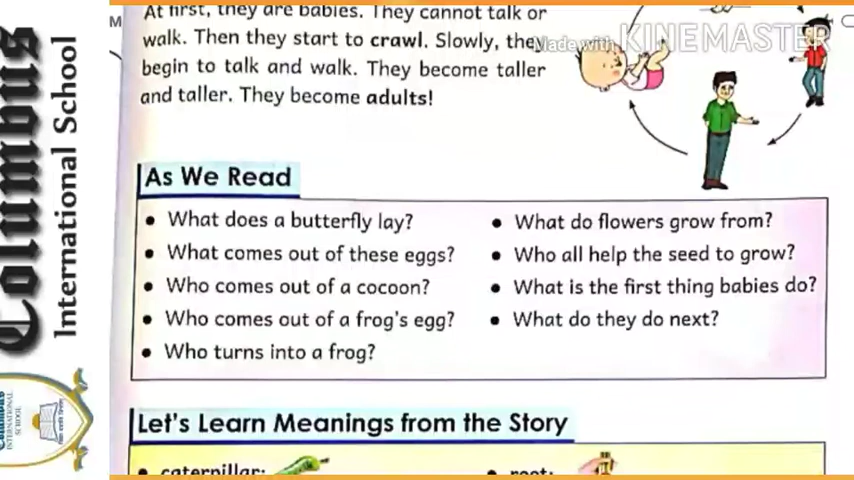 Columbus
International School
Columbus
INTERNATIONAL
SCHOOL
At first, they are babies. They cannot talk or
walk. Then they start to crawl. Slowly, they
begin to talk and walk. They become taller
and taller. They become adults!
Made with KINEMASTER
As We Read
• What does a butterfly lay?
• What comes out of these eggs?
• Who comes out of a cocoon?
• Who comes out of a frog's egg?
• Who turns into a frog?
• What do flowers grow from?
• Who all help the seed to grow?
• What is the first thing babies do?
• What do they do next?
Let's Learn Meanings from the Story
• caterpillar:
• root: